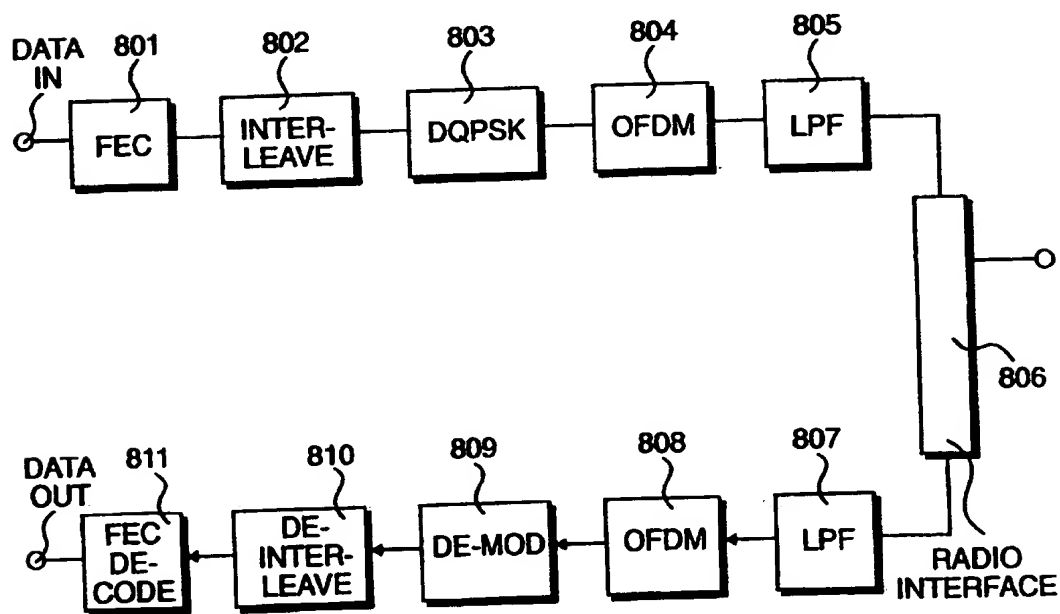 DATA
IN
801
802
803
804
805
FEC
INTER-
LEAVE
DQPSK
OFDM
LPF
806
DATA
OUT
811
810
809
808
807
FEC
DE-
CODE
DE-
INTER-
LEAVE
DE-MOD
OFDM
LPF
RADIO
INTERFACE